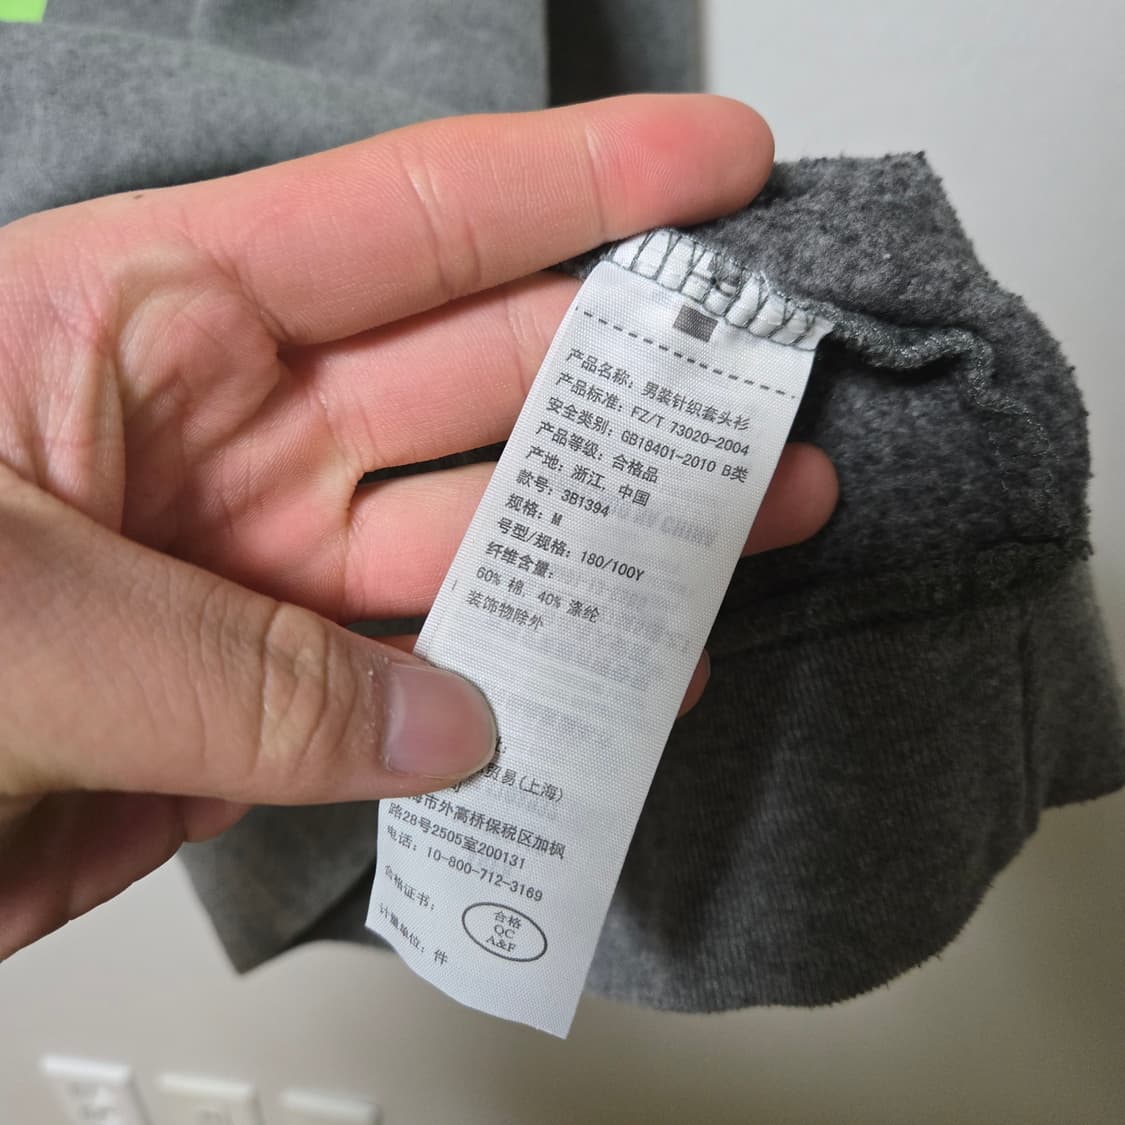 产品名称：男装针织套头衫
产品标准：FZ/T 73020-2004
安全类别：GB18401-2010 B类
产品等级：合格品
产地：浙江，中国
款号：3B1394
规格：M
号型/规格：180/100Y
纤维含量：
60% 棉，40% 涤纶
装饰物除外
贸易(上海)
海市外高桥保税区加枫
路28号2505室200131
电话：10-800-712-3169
合格证书：
合格
QC
A&F
计量单位：件